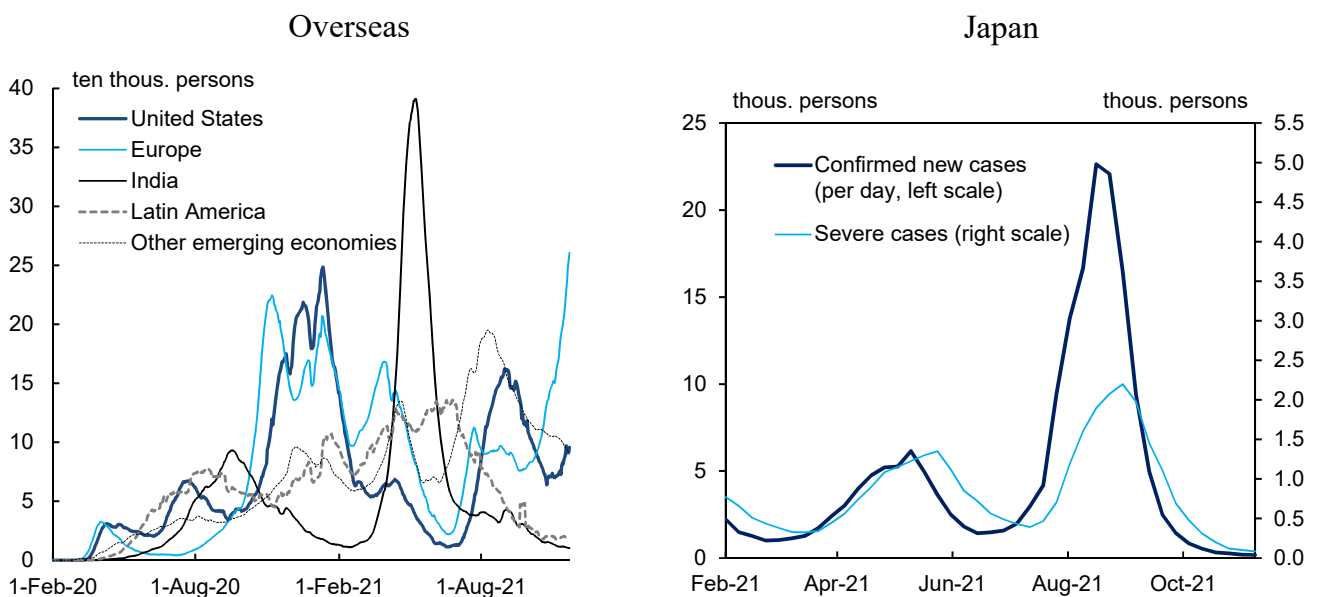 Overseas
ten thous. persons
40
35
30
25
20
15
10
5
0
United States
Europe
India
Latin America
Other emerging economies
1-Feb-20
1-Aug-20
1-Feb-21
1-Aug-21
Japan
thous. persons
thous. persons
25
20
15
10
5
0
Confirmed new cases
(per day, left scale)
Severe cases (right scale)
5.5
5.0
4.5
4.0
3.5
3.0
2.5
2.0
1.5
1.0
0.5
0.0
Feb-21
Apr-21
Jun-21
Aug-21
Oct-21